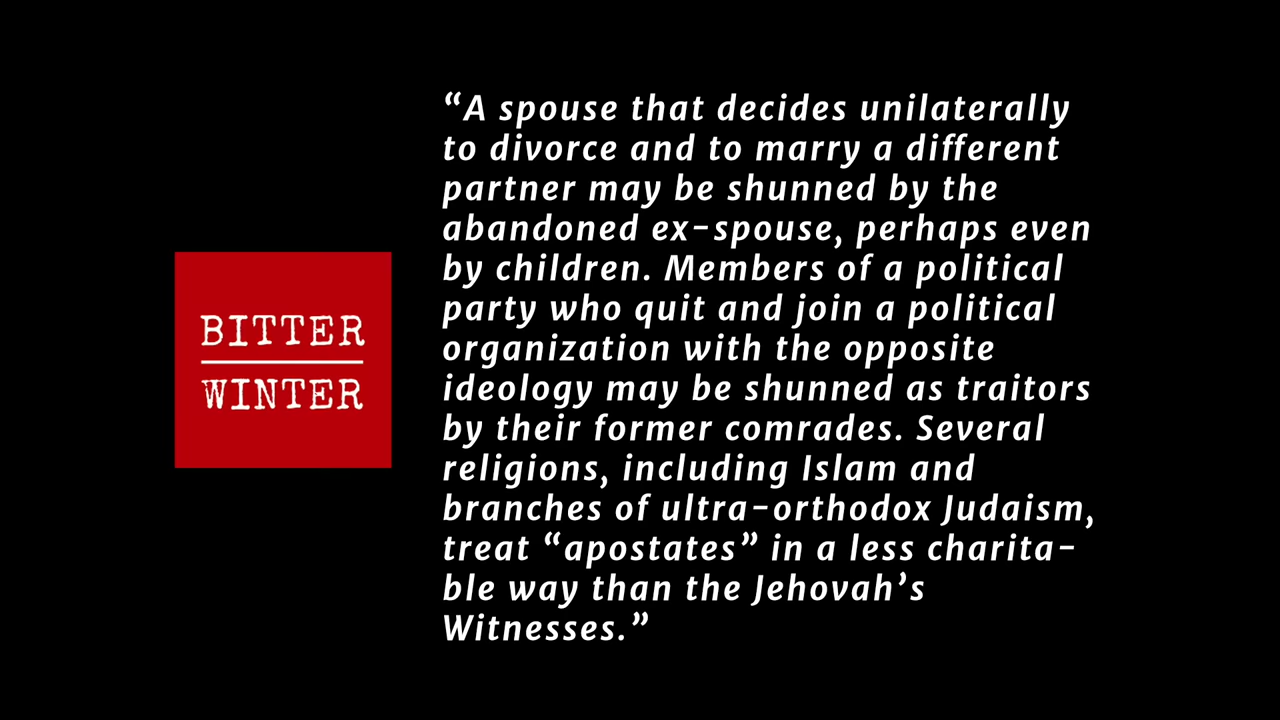 BITTER
WINTER
“A spouse that decides unilaterally
to divorce and to marry a different
partner may be shunned by the
abandoned ex-spouse, perhaps even
by children. Members of a political
party who quit and join a political
organization with the opposite
ideology may be shunned as traitors
by their former comrades. Several
religions, including Islam and
branches of ultra-orthodox Judaism,
treat “apostates” in a less charita-
ble way than the Jehovah’s
Witnesses.”